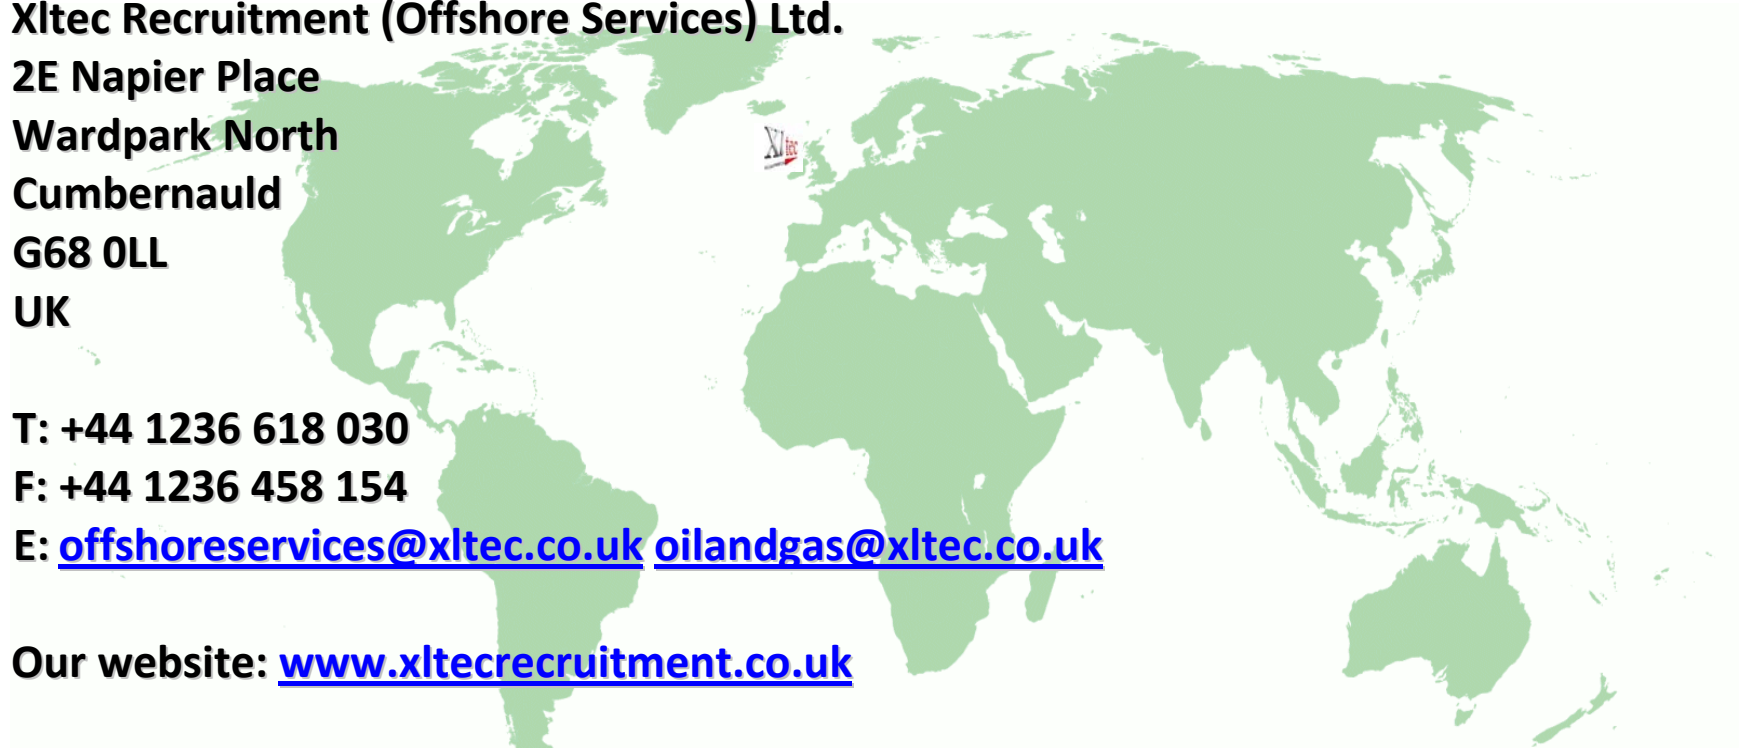 Xltec Recruitment (Offshore Services) Ltd.
2E Napier Place
Wardpark North
Cumbernauld
G68 0LL
UK
Xltec
T: +44 1236 618 030
F: +44 1236 458 154
E: offshoreservices@xltec.co.uk oilandgas@xltec.co.uk
Our website: www.xltecrecruitment.co.uk